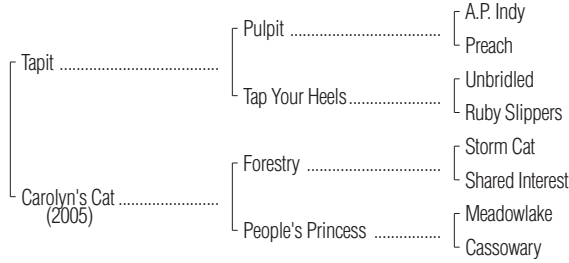 A.P. Indy
Pulpit
Preach
Tapit
Unbridled
Tap Your Heels
Ruby Slippers
Storm Cat
Forestry
Shared Interest
Carolyn's Cat
(2005)
Meadowlake
People's Princess
Cassowary